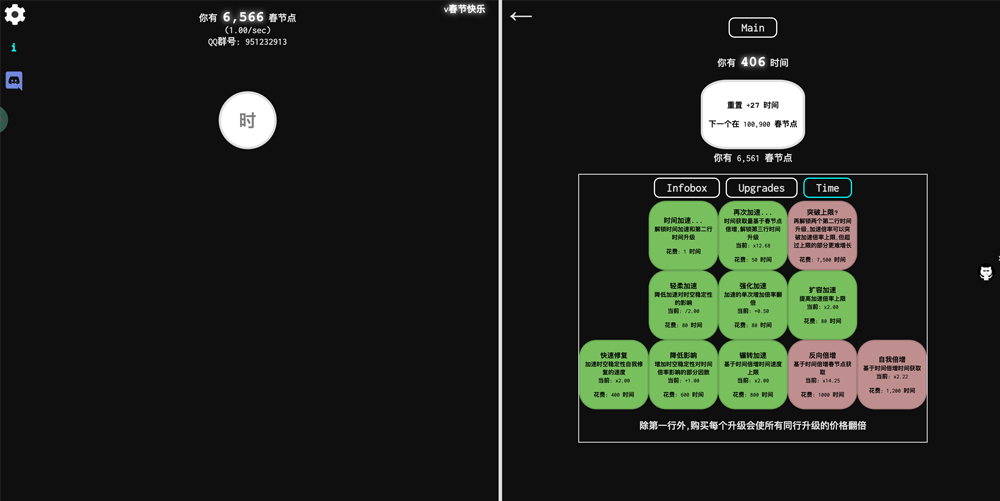 你有 6,566 春节点
v春节快乐
(1.00/sec)
QQ群号: 951232913
i
时
←
Main
你有 406 时间
重置 +27 时间
下一个在 100,900 春节点
你有 6,561 春节点
Infobox
Upgrades
Time
时间加速...
解锁时间加速和第二行
时间升级
花费: 1 时间
再次加速...
时间获取量基于春节点
倍增,解锁第三行时间
升级
当前: x12.68
花费: 50 时间
突破上限?
再解锁两个第二行时间
升级,加速倍率可以突
破加速倍率上限,但超
过上限的部分更难增长
花费: 7,500 时间
轻柔加速
降低加速对时空稳定性
的影响
当前: /2.00
花费: 80 时间
强化加速
加速的单次增加倍率翻
倍
当前: +0.50
花费: 80 时间
扩容加速
提高加速倍率上限
当前: x2.00
花费: 80 时间
快速修复
加速时空稳定性自我修
复的速度
当前: x2.00
花费: 400 时间
降低影响
增加时空稳定性对时间
倍率影响的部分因数
当前: +1.00
花费: 600 时间
辗转加速
基于时间倍增时间速度
上限
当前: x2.00
花费: 800 时间
反向倍增
基于时间倍增春节点获
取
当前: x14.25
花费: 1000 时间
自我倍增
基于时间倍增时间获取
当前: x2.22
花费: 1,200 时间
除第一行外,购买每个升级会使所有同行升级的价格翻倍